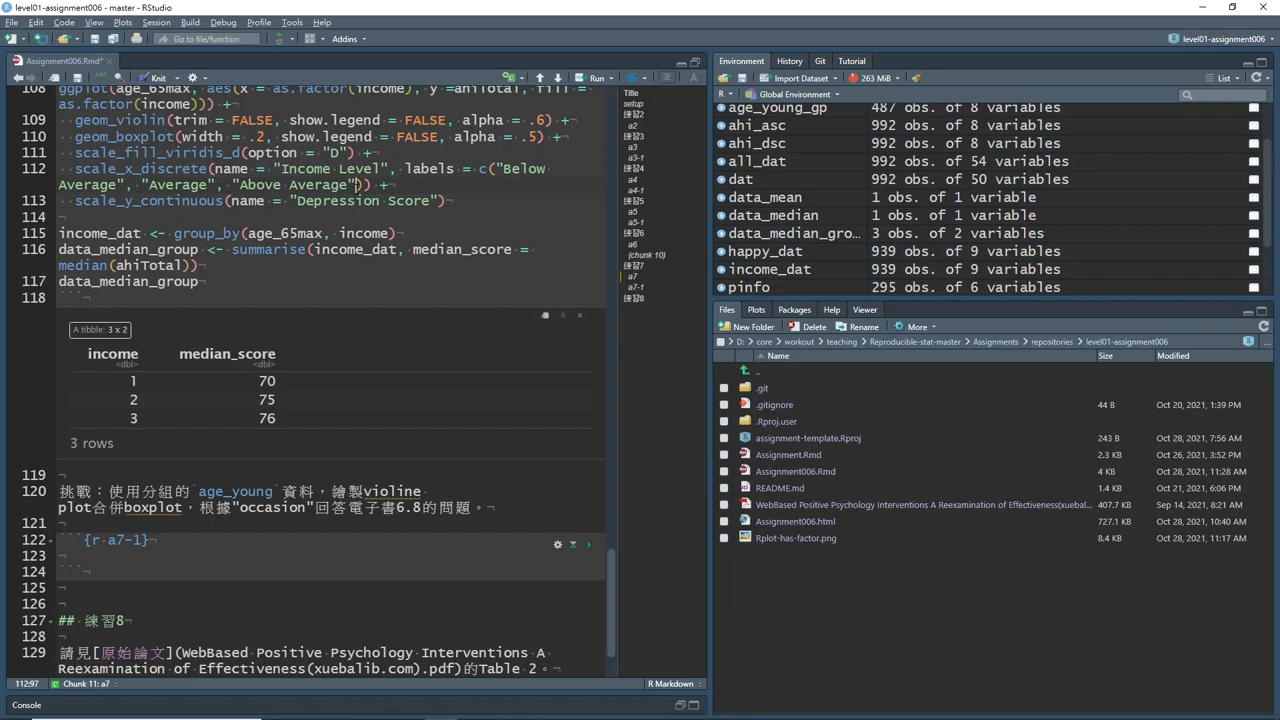 level01-assignment006 - master - RStudio
File Edit Code View Plots Session Build Debug Profile Tools Help
Go to file/function Addins level01-assignment006
Assignment006.Rmd*
Knit Run
108 ggplot(age_65max, aes(x = as.factor(income), y =ahiTotal, fill =
as.factor(income))) +
109 geom_violin(trim = FALSE, show.legend = FALSE, alpha = .6) +
110 geom_boxplot(width = .2, show.legend = FALSE, alpha = .5) +
111 scale_fill_viridis_d(option = "D") +
112 scale_x_discrete(name = "Income Level", labels = c("Below
Average", "Average", "Above Average")) +
113 scale_y_continuous(name = "Depression Score")
114
115 income_dat <- group_by(age_65max, income)
116 data_median_group <- summarise(income_dat, median_score =
median(ahiTotal))
117 data_median_group
118 ```
A tibble: 3 x 2
income median_score
<dbl> <dbl>
1 70
2 75
3 76
3 rows
119
120 挑戰：使用分組的`age_young`資料，繪製violine
plot合併boxplot，根據"occasion"回答電子書6.8的問題。
121
122 ```{r a7-1}
123
124 ```
125
126
127 ## 練習8
128
129 請見[原始論文](WebBased Positive Psychology Interventions A
Reexamination of Effectiveness(xuebalib.com).pdf)的Table 2。
112:97 Chunk 11: a7 R Markdown
Console
Title
setup
練習2
a2
練習3
a3
a3-1
練習4
a4
a4-1
練習5
a5
a5-1
練習6
a6
(chunk 10)
練習7
a7
a7-1
練習8
Environment History Git Tutorial
Import Dataset 263 MiB List
R Global Environment
age_young_gp 487 obs. of 8 variables
ahi_asc 992 obs. of 8 variables
ahi_dsc 992 obs. of 8 variables
all_dat 992 obs. of 54 variables
dat 992 obs. of 50 variables
data_mean 1 obs. of 1 variable
data_median 1 obs. of 1 variable
data_median_gro… 3 obs. of 2 variables
happy_dat 939 obs. of 9 variables
income_dat 939 obs. of 9 variables
pinfo 295 obs. of 6 variables
Files Plots Packages Help Viewer
New Folder Delete Rename More
D: core workout teaching Reproducible-stat-master Assignments repositories level01-assignment006 ...
Name Size Modified
..
.git
.gitignore 44 B Oct 20, 2021, 1:39 PM
.Rproj.user
assignment-template.Rproj 243 B Oct 28, 2021, 7:56 AM
Assignment.Rmd 2.3 KB Oct 26, 2021, 3:52 PM
Assignment006.Rmd 4 KB Oct 28, 2021, 11:28 AM
README.md 1.4 KB Oct 21, 2021, 6:06 PM
WebBased Positive Psychology Interventions A Reexamination of Effectiveness(xuebalib.com)... 407.7 KB Sep 14, 2021, 8:21 AM
Assignment006.html 727.1 KB Oct 28, 2021, 10:40 AM
Rplot-has-factor.png 8.4 KB Oct 28, 2021, 11:17 AM